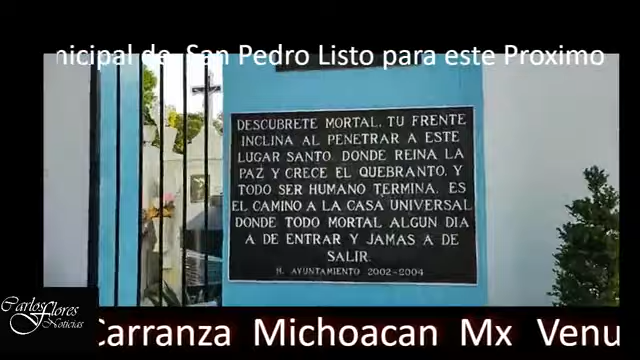 nicipal de San Pedro Listo para este Proximo
DESCUBRETE MORTAL, TU FRENTE
INCLINA AL PENETRAR A ESTE
LUGAR SANTO. DONDE REINA LA
PAZ Y CRECE EL QUEBRANTO. Y
TODO SER HUMANO TERMINA. ES
EL CAMINO A LA CASA UNIVERSAL
DONDE TODO MORTAL ALGUN DIA
A DE ENTRAR Y JAMAS A DE
SALIR.
H. AYUNTAMIENTO 2002-2004
Carlos Flores
Noticias
Carranza Michoacan Mx Venu